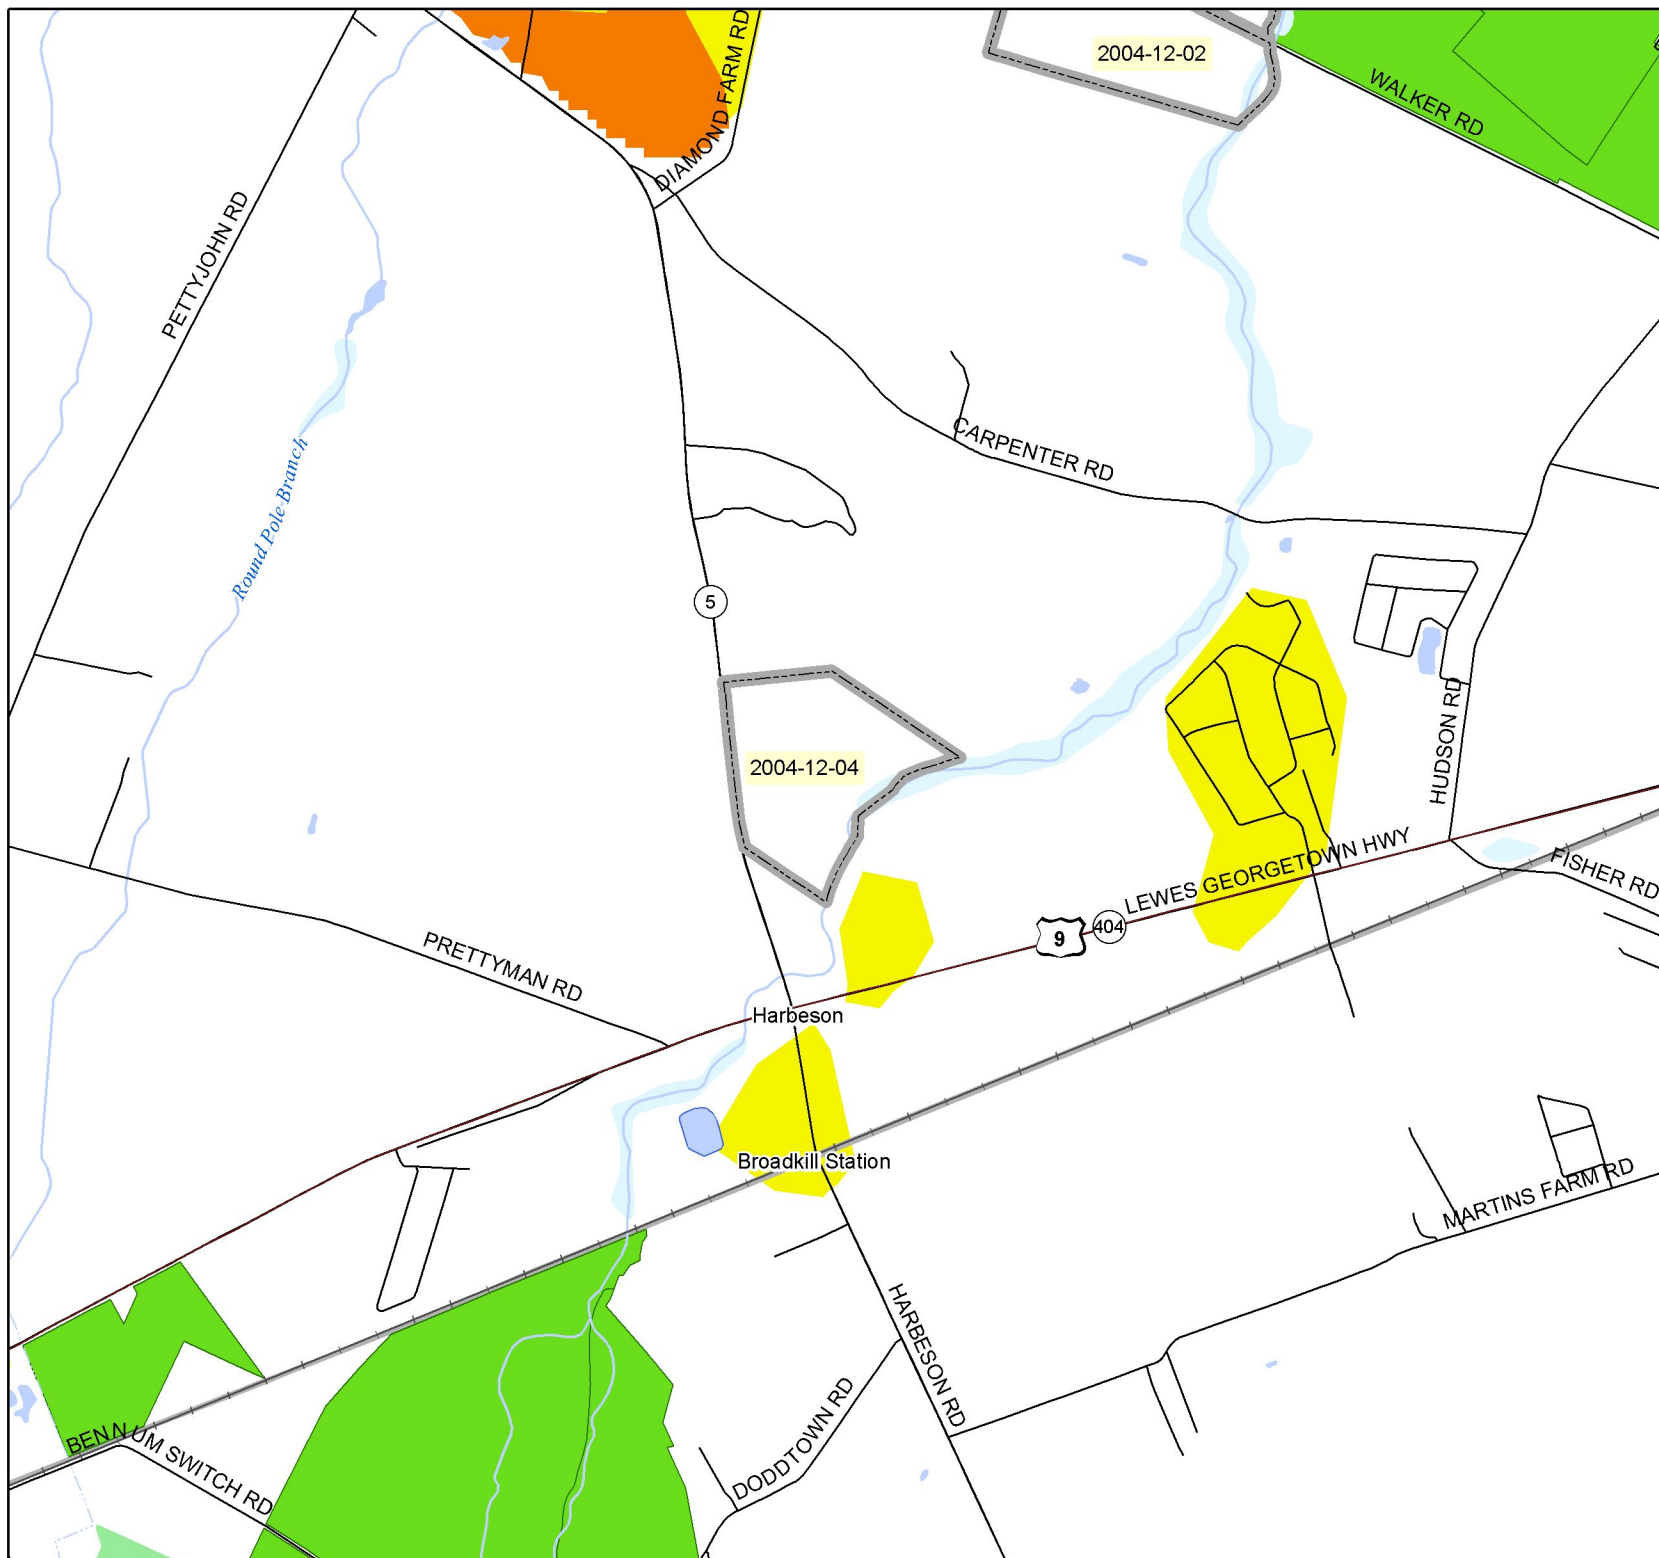 2004-12-02
WALKER RD
DIAMOND FARM RD
PETTYJOHN RD
CARPENTER RD
Round Pole Branch
5
HUDSON RD
2004-12-04
LEWES GEORGETOWN HWY
FISHER RD
9
404
PRETTYMAN RD
Harbeson
Broadkill Station
MARTINS FARM RD
HARBESON RD
DODDTOWN RD
BENNUM SWITCH RD